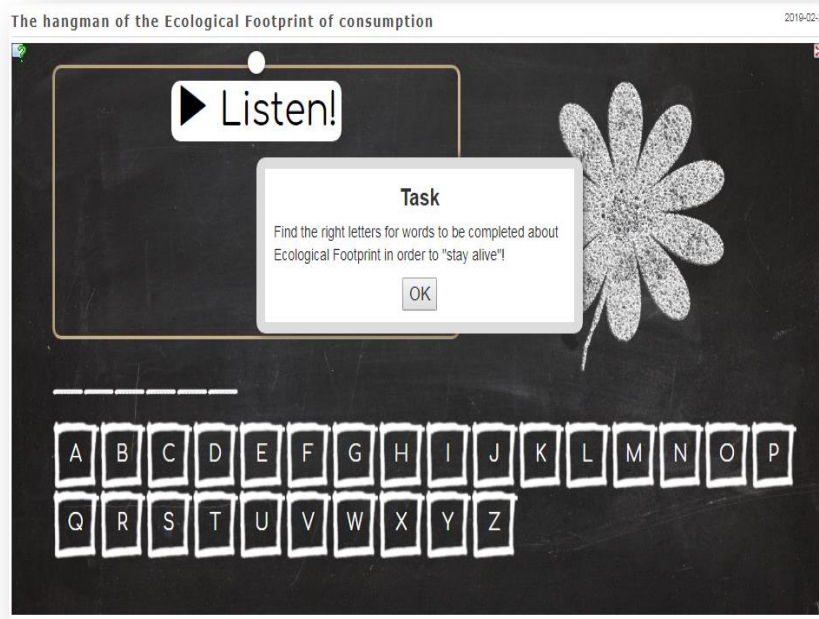 The hangman of the Ecological Footprint of consumption
2019-02-
Listen!
Task
Find the right letters for words to be completed about
Ecological Footprint in order to "stay alive"!
OK
A B C D E F G H I J K L M N O P
Q R S T U V W X Y Z